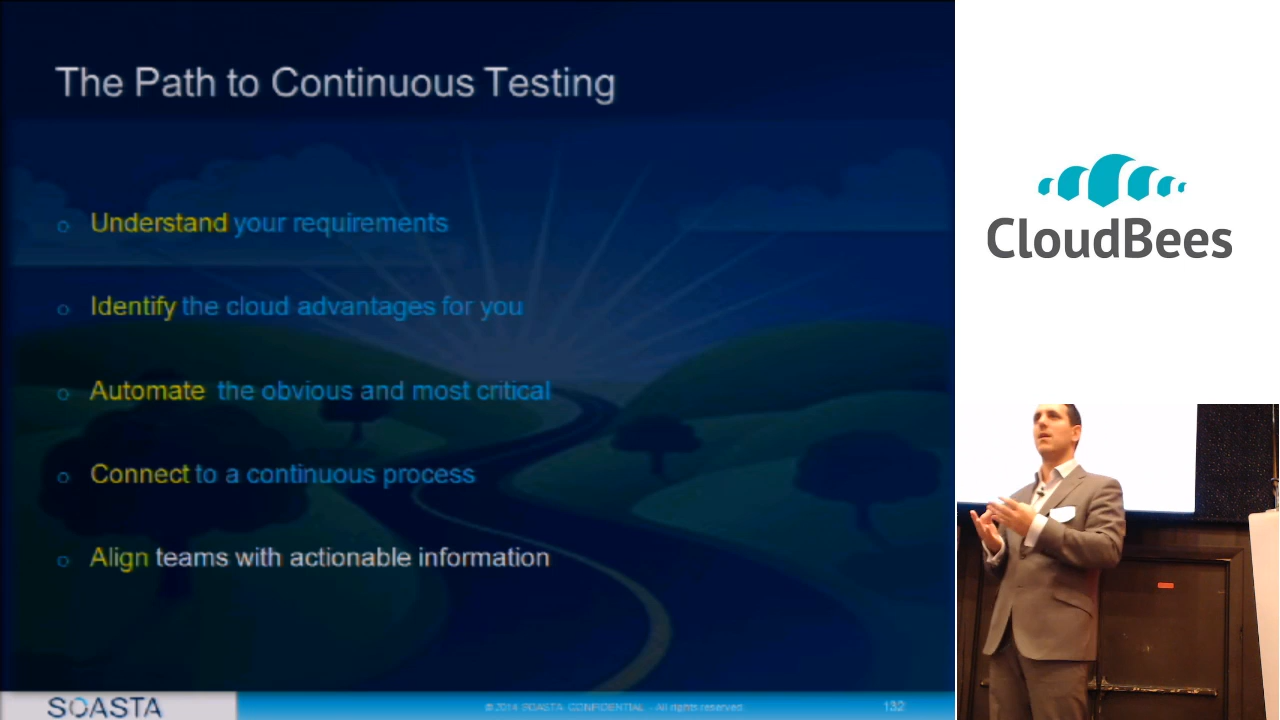 The Path to Continuous Testing
Understand your requirements
Identify the cloud advantages for you
Automate the obvious and most critical
Connect to a continuous process
Align teams with actionable information
SOASTA
© 2014 SOASTA CONFIDENTIAL - All rights reserved.
132
CloudBees